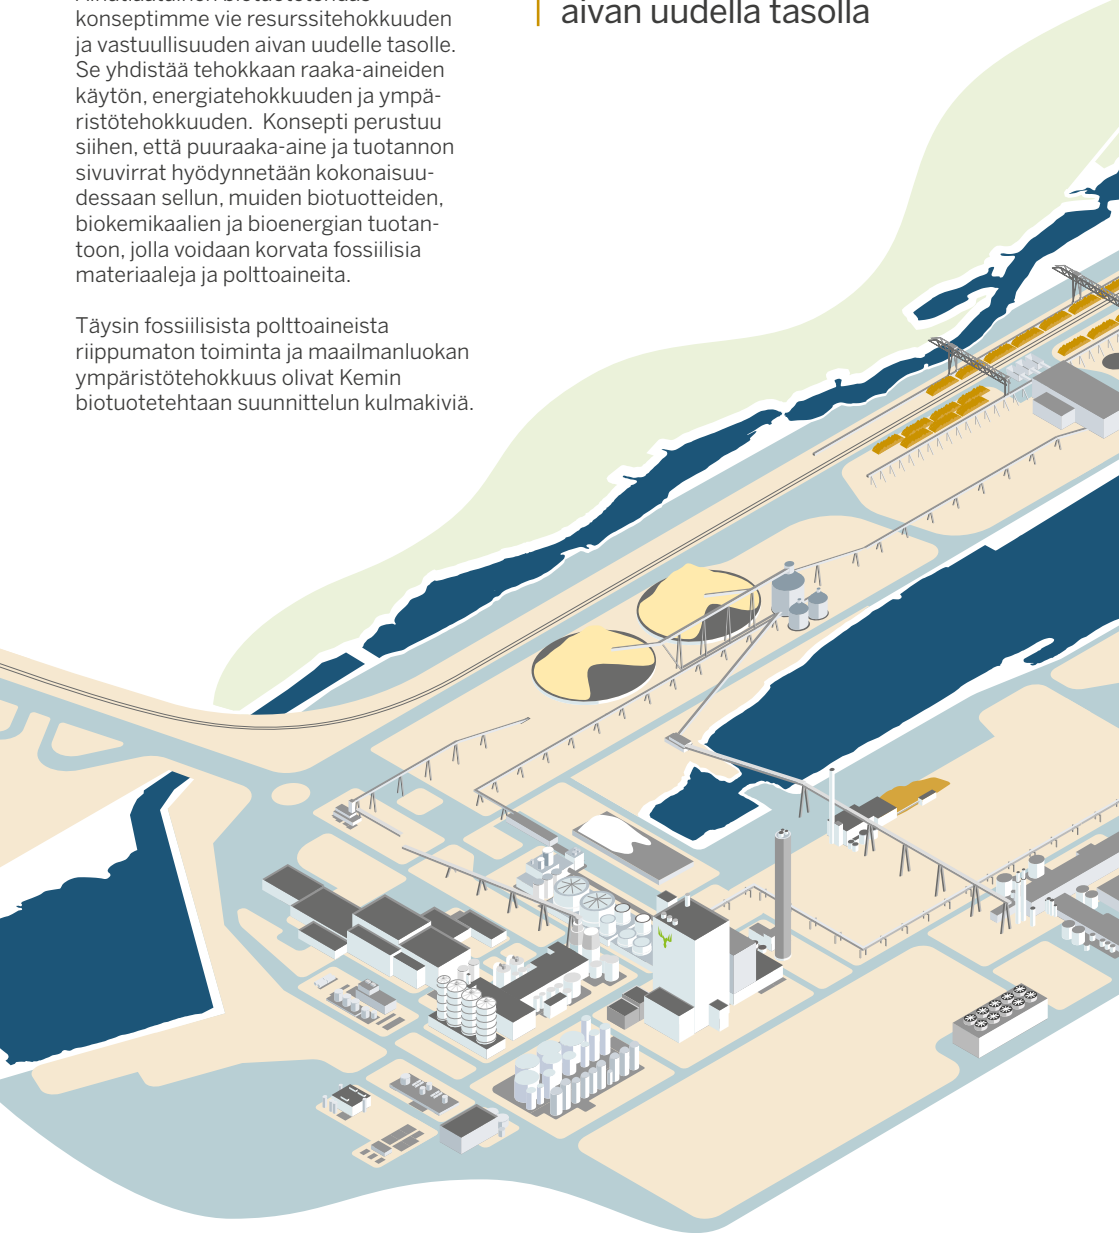 konseptimme vie resurssitehokkuuden
ja vastuullisuuden aivan uudelle tasolle.
Se yhdistää tehokkaan raaka-aineiden
käytön, energiatehokkuuden ja ympä-
ristötehokkuuden. Konsepti perustuu
siihen, että puuraaka-aine ja tuotannon
sivuvirrat hyödynnetään kokonaisuu-
dessaan sellun, muiden biotuotteiden,
biokemikaalien ja bioenergian tuotan-
toon, jolla voidaan korvata fossiilisia
materiaaleja ja polttoaineita.
Täysin fossiilisista polttoaineista
riippumaton toiminta ja maailmanluokan
ympäristötehokkuus olivat Kemin
biotuotetehtaan suunnittelun kulmakiviä.
aivan uudella tasolla